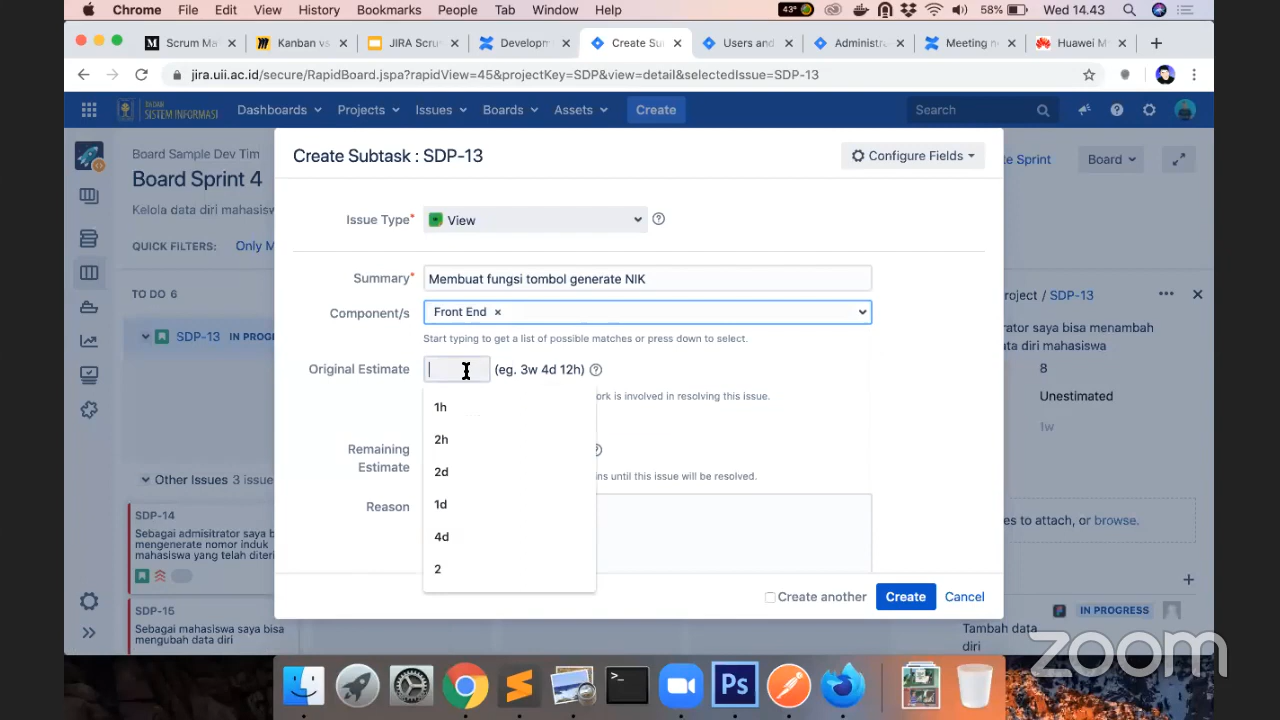 Chrome File Edit View History Bookmarks People Tab Window Help 43° 58% Wed 14.43
Scrum Ma
Kanban vs
JIRA Scru
Developm
Create Su
Users and
Administra
Meeting n
Huawei M
jira.uii.ac.id/secure/RapidBoard.jspa?rapidView=45&projectKey=SDP&view=detail&selectedIssue=SDP-13
SISTEM INFORMASI
Dashboards Projects Issues Boards Assets Create Search
Create Subtask : SDP-13
Configure Fields
Board Sample Dev Tim
Board Sprint 4
Kelola data diri mahasisw
QUICK FILTERS: Only M
e Sprint
Board
Issue Type* View
Summary* Membuat fungsi tombol generate NIK
Component/s Front End ×
Start typing to get a list of possible matches or press down to select.
Original Estimate (eg. 3w 4d 12h)
ork is involved in resolving this issue.
1h
2h
2d
1d
4d
2
Remaining
Estimate
ins until this issue will be resolved.
Reason
Create another Create Cancel
TO DO 6
SDP-13 IN PROGRESS
Other Issues 3 issue
SDP-14
Sebagai admisitrator saya b
mengenerate nomor induk
mahasiswa yang telah diteri
SDP-15
Sebagai mahasiswa saya bisa
mengubah data diri
roject / SDP-13
rator saya bisa menambah
data mahasiswa
8
Unestimated
1w
es to attach, or browse.
IN PROGRESS
Tambah data
diri
Ps
zoom